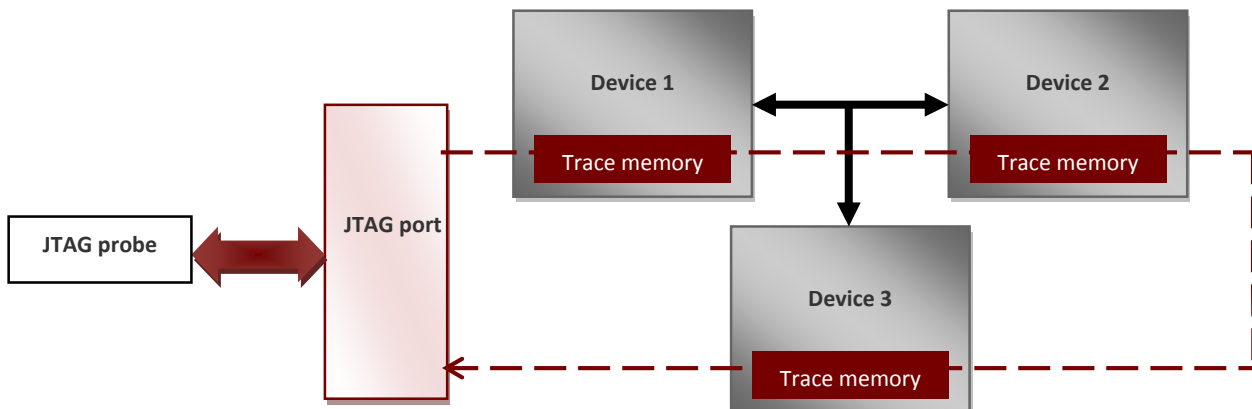 Device 1
Device 2
Trace memory
Trace memory
JTAG probe
JTAG port
Device 3
Trace memory